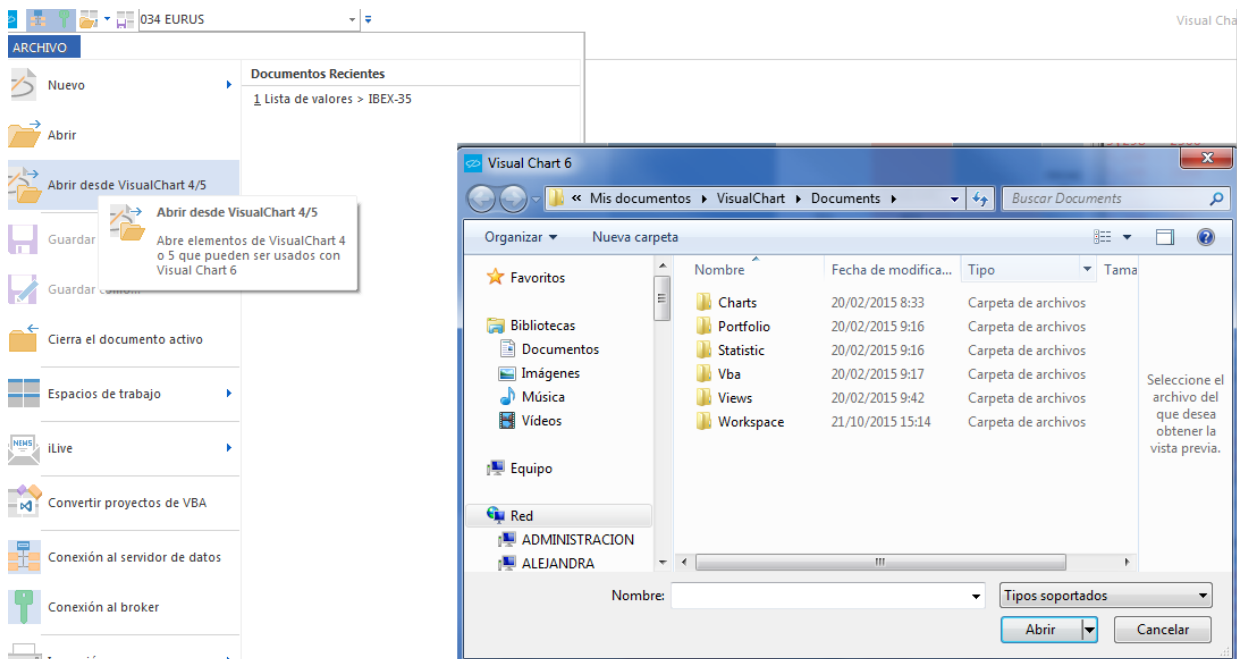 034 EURUS
Visual Cha
ARCHIVO
Nuevo
Abrir
Abrir desde VisualChart 4/5
Abrir desde VisualChart 4/5
Abre elementos de VisualChart 4
o 5 que pueden ser usados con
Visual Chart 6
Guardar
Guardar como...
Cierra el documento activo
Espacios de trabajo
NEWS
iLive
Convertir proyectos de VBA
Conexión al servidor de datos
Conexión al broker
Documentos Recientes
1 Lista de valores > IBEX-35
Visual Chart 6
« Mis documentos VisualChart Documents
Buscar Documents
Organizar
Nueva carpeta
Favoritos
Bibliotecas
Documentos
Imágenes
Música
Vídeos
Equipo
Red
ADMINISTRACION
ALEJANDRA
Nombre Fecha de modifica... Tipo Tama
Charts 20/02/2015 8:33 Carpeta de archivos
Portfolio 20/02/2015 9:16 Carpeta de archivos
Statistic 20/02/2015 9:16 Carpeta de archivos
Vba 20/02/2015 9:17 Carpeta de archivos
Views 20/02/2015 9:42 Carpeta de archivos
Workspace 21/10/2015 15:14 Carpeta de archivos
Seleccione el
archivo del
que desea
obtener la
vista previa.
Nombre:
Tipos soportados
Abrir
Cancelar